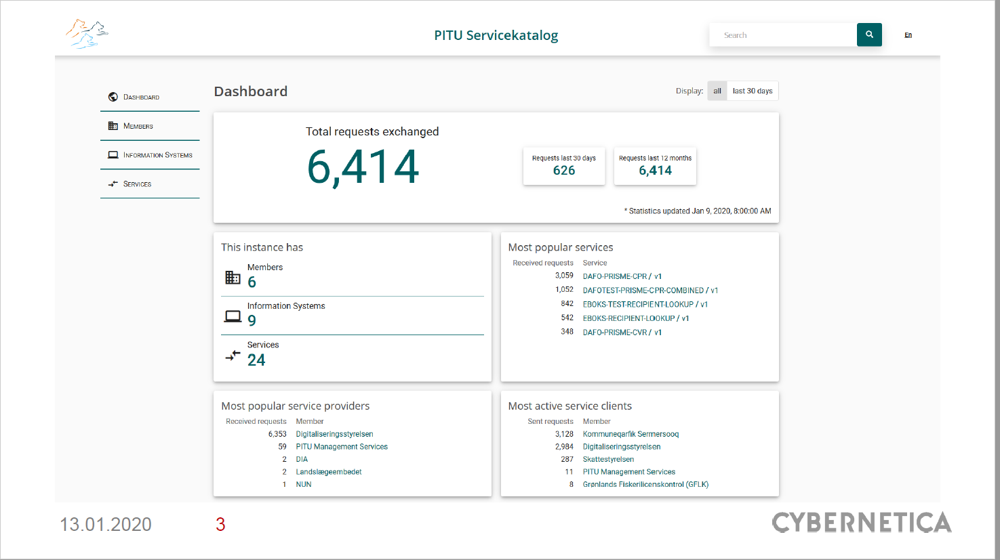 PITU Servicekatalog
Search
En
Dashboard
Members
Information Systems
Services
Dashboard
Display: all last 30 days
Total requests exchanged
6,414
Requests last 30 days
626
Requests last 12 months
6,414
* Statistics updated Jan 9, 2020, 8:00:00 AM
This instance has
Members
6
Information Systems
9
Services
24
Most popular services
Received requests Service
3,059 DAFO-PRISME-CPR / v1
1,052 DAFOTEST-PRISME-CPR-COMBINED / v1
842 EBOKS-TEST-RECIPIENT-LOOKUP / v1
542 EBOKS-RECIPIENT-LOOKUP / v1
348 DAFO-PRISME-CVR / v1
Most popular service providers
Received requests Member
6,353 Digitaliseringsstyrelsen
59 PITU Management Services
2 DIA
2 Landslægeembedet
1 NUN
Most active service clients
Sent requests Member
3,128 Kommuneqarfik Sermersooq
2,984 Digitaliseringsstyrelsen
287 Skattestyrelsen
11 PITU Management Services
8 Grønlands Fiskerilicenskontrol (GFLK)
13.01.2020
3
CYBERNETICA